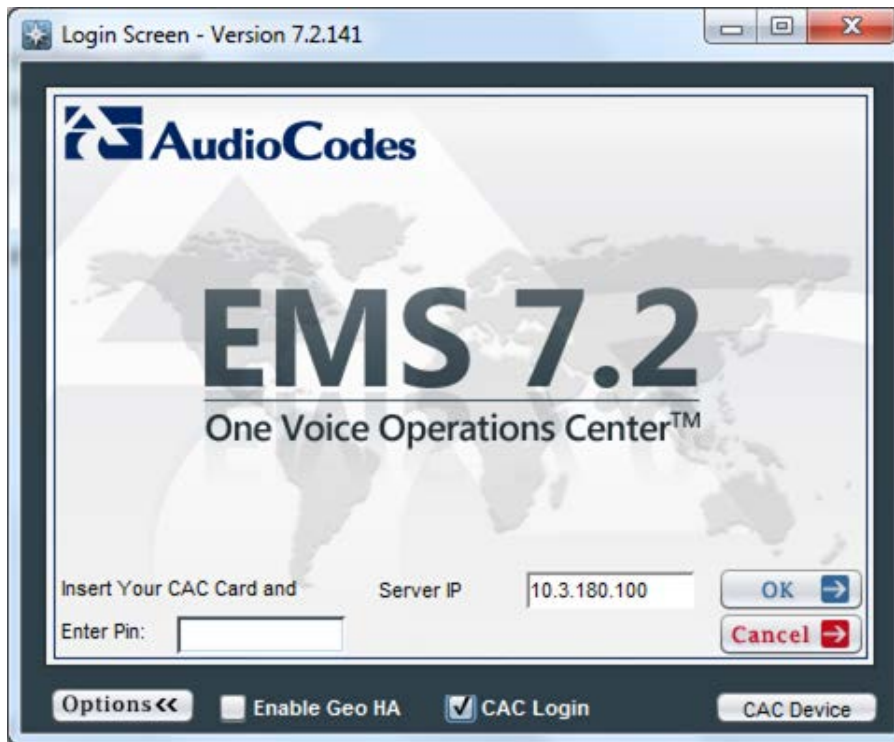 Login Screen - Version 7.2.141
AudioCodes
EMS 7.2
One Voice Operations Center™
Insert Your CAC Card and
Server IP
10.3.180.100
OK
Enter Pin:
Cancel
Options<<
Enable Geo HA
CAC Login
CAC Device